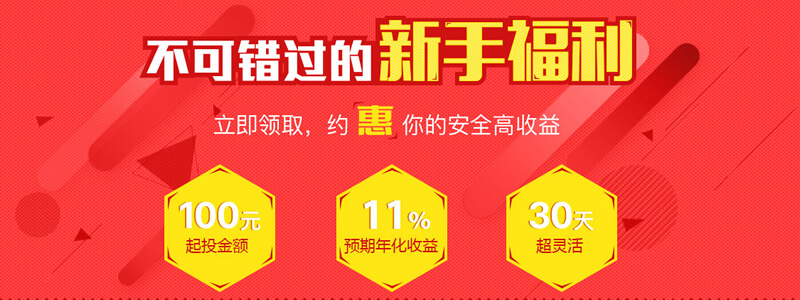 不可错过的新手福利
立即领取，约惠你的安全高收益
100元
起投金额
11%
预期年化收益
30天
超灵活